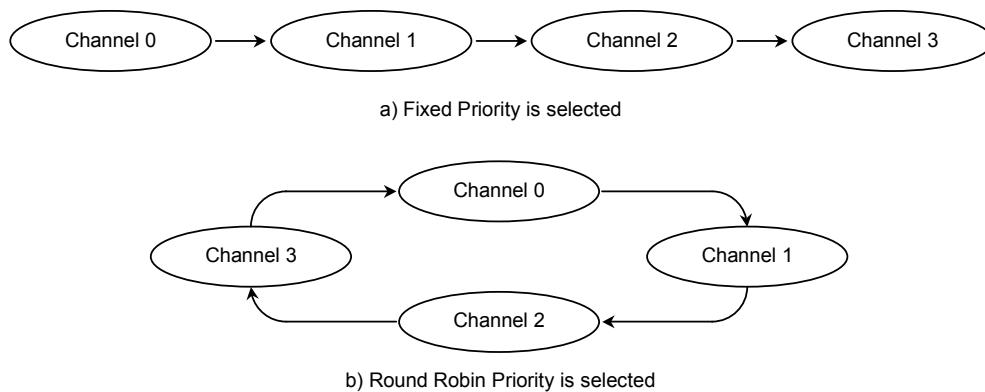 Channel 0
Channel 1
Channel 2
Channel 3
a) Fixed Priority is selected
Channel 0
Channel 3
Channel 1
Channel 2
b) Round Robin Priority is selected